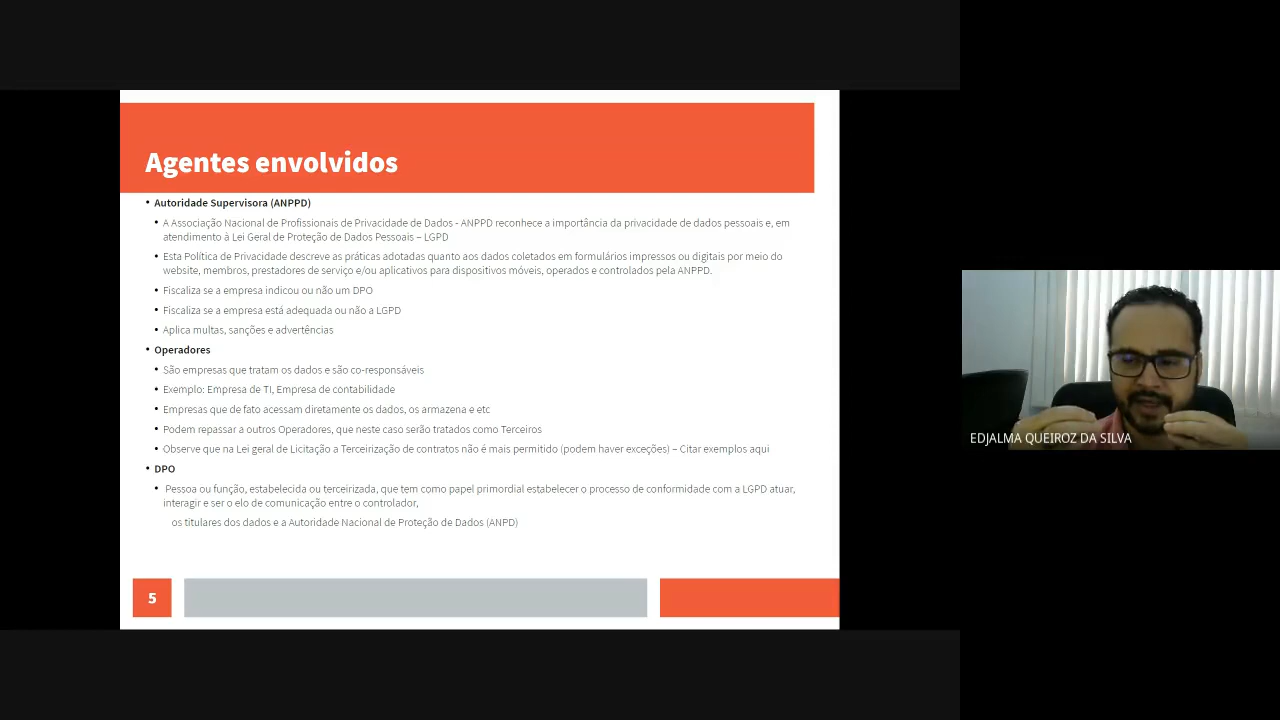 Agentes envolvidos
• Autoridade Supervisora (ANPPD)
• A Associação Nacional de Profissionais de Privacidade de Dados - ANPPD reconhece a importância da privacidade de dados pessoais e, em
atendimento à Lei Geral de Proteção de Dados Pessoais – LGPD
• Esta Política de Privacidade descreve as práticas adotadas quanto aos dados coletados em formulários impressos ou digitais por meio do
website, membros, prestadores de serviço e/ou aplicativos para dispositivos móveis, operados e controlados pela ANPPD.
• Fiscaliza se a empresa indicou ou não um DPO
• Fiscaliza se a empresa está adequada ou não a LGPD
• Aplica multas, sanções e advertências
• Operadores
• São empresas que tratam os dados e são co-responsáveis
• Exemplo: Empresa de TI, Empresa de contabilidade
• Empresas que de fato acessam diretamente os dados, os armazena e etc
• Podem repassar a outros Operadores, que neste caso serão tratados como Terceiros
• Observe que na Lei geral de Licitação a Terceirização de contratos não é mais permitido (podem haver exceções) – Citar exemplos aqui
• DPO
• Pessoa ou função, estabelecida ou terceirizada, que tem como papel primordial estabelecer o processo de conformidade com a LGPD atuar,
interagir e ser o elo de comunicação entre o controlador,
os titulares dos dados e a Autoridade Nacional de Proteção de Dados (ANPD)
5
EDJALMA QUEIROZ DA SILVA